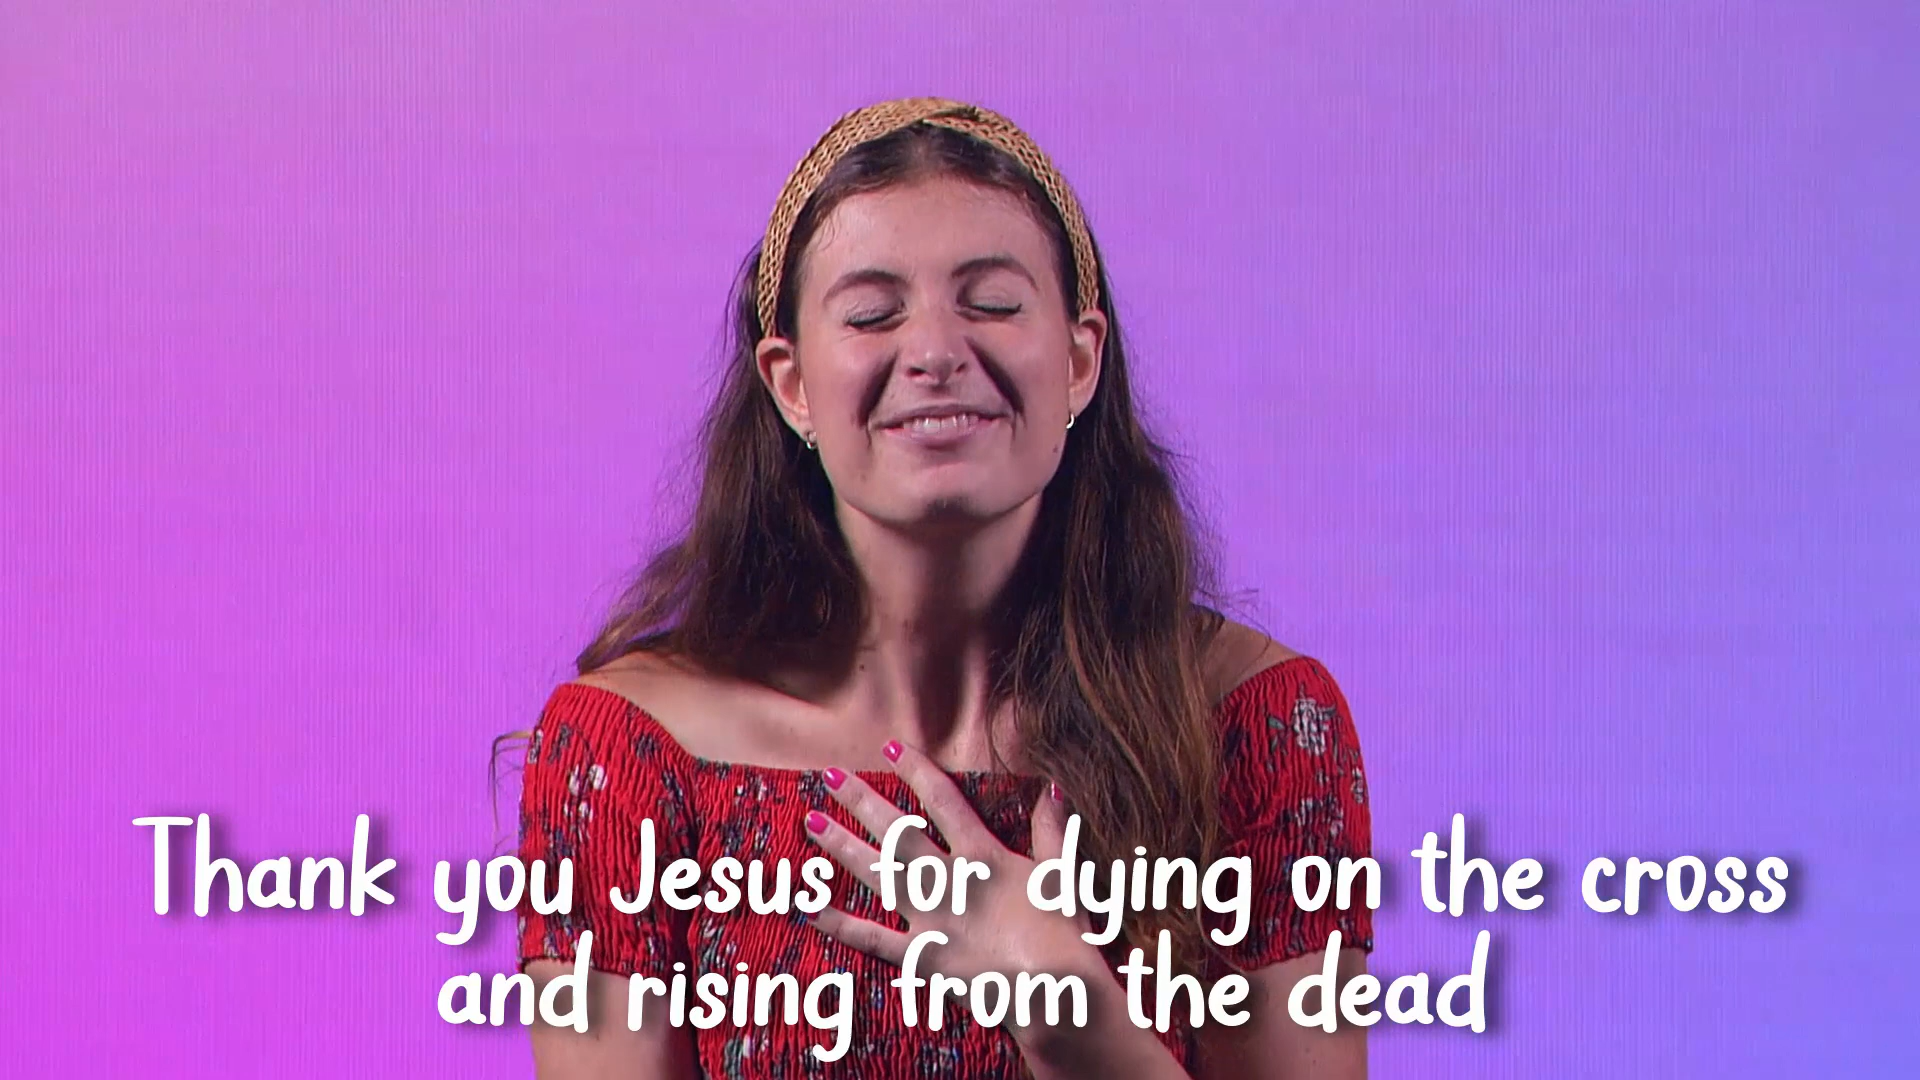 Thank you Jesus for dying on the cross
and rising from the dead